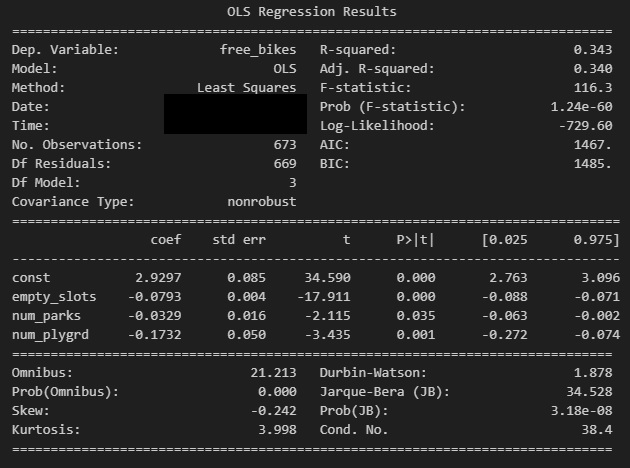 OLS Regression Results
==============================================================================
Dep. Variable: free_bikes R-squared: 0.343
Model: OLS Adj. R-squared: 0.340
Method: Least Squares F-statistic: 116.3
Date: Prob (F-statistic): 1.24e-60
Time: Log-Likelihood: -729.60
No. Observations: 673 AIC: 1467.
Df Residuals: 669 BIC: 1485.
Df Model: 3
Covariance Type: nonrobust
===============================================================================
coef std err t P>|t| [0.025 0.975]
-------------------------------------------------------------------------------
const 2.9297 0.085 34.590 0.000 2.763 3.096
empty_slots -0.0793 0.004 -17.911 0.000 -0.088 -0.071
num_parks -0.0329 0.016 -2.115 0.035 -0.063 -0.002
num_plygrd -0.1732 0.050 -3.435 0.001 -0.272 -0.074
==============================================================================
Omnibus: 21.213 Durbin-Watson: 1.878
Prob(Omnibus): 0.000 Jarque-Bera (JB): 34.528
Skew: -0.242 Prob(JB): 3.18e-08
Kurtosis: 3.998 Cond. No. 38.4
==============================================================================